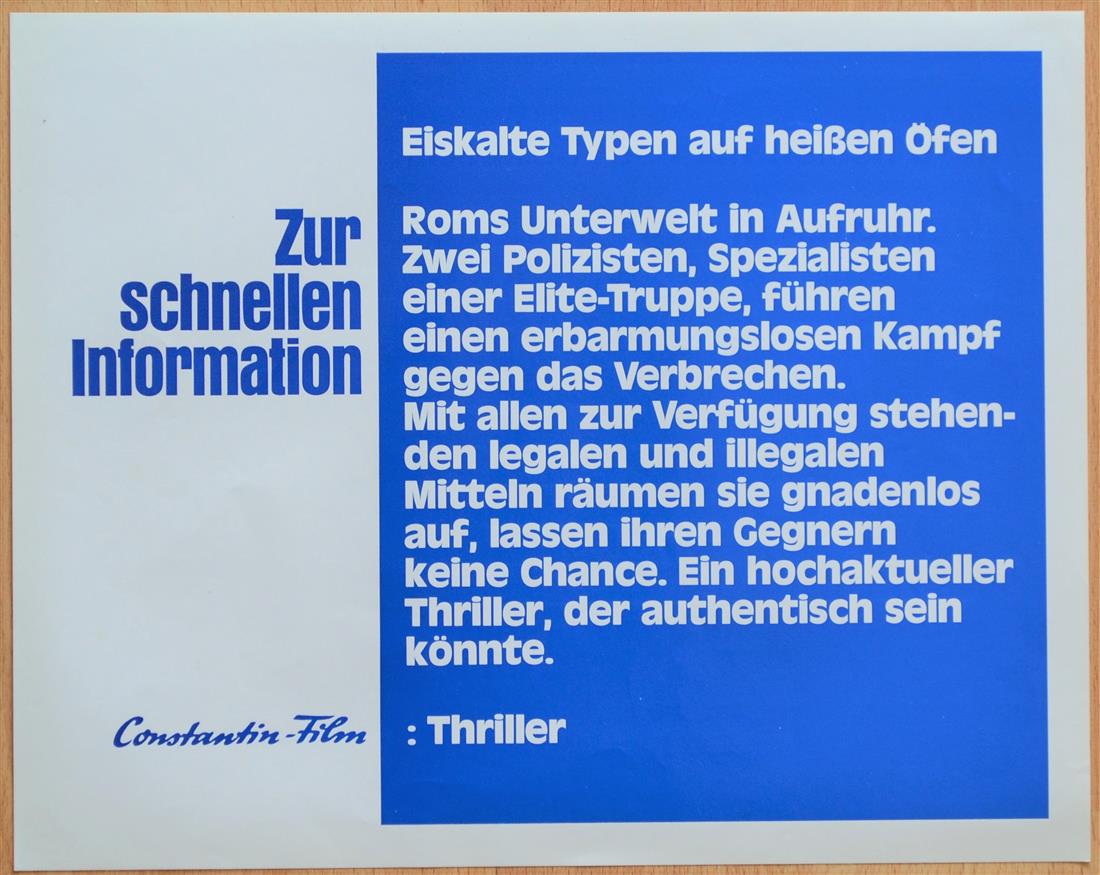 Zur
schnellen
Information
Constantin-Film
Eiskalte Typen auf heißen Öfen
Roms Unterwelt in Aufruhr.
Zwei Polizisten, Spezialisten
einer Elite-Truppe, führen
einen erbarmungslosen Kampf
gegen das Verbrechen.
Mit allen zur Verfügung stehen-
den legalen und illegalen
Mitteln räumen sie gnadenlos
auf, lassen ihren Gegnern
keine Chance. Ein hochaktueller
Thriller, der authentisch sein
könnte.
: Thriller